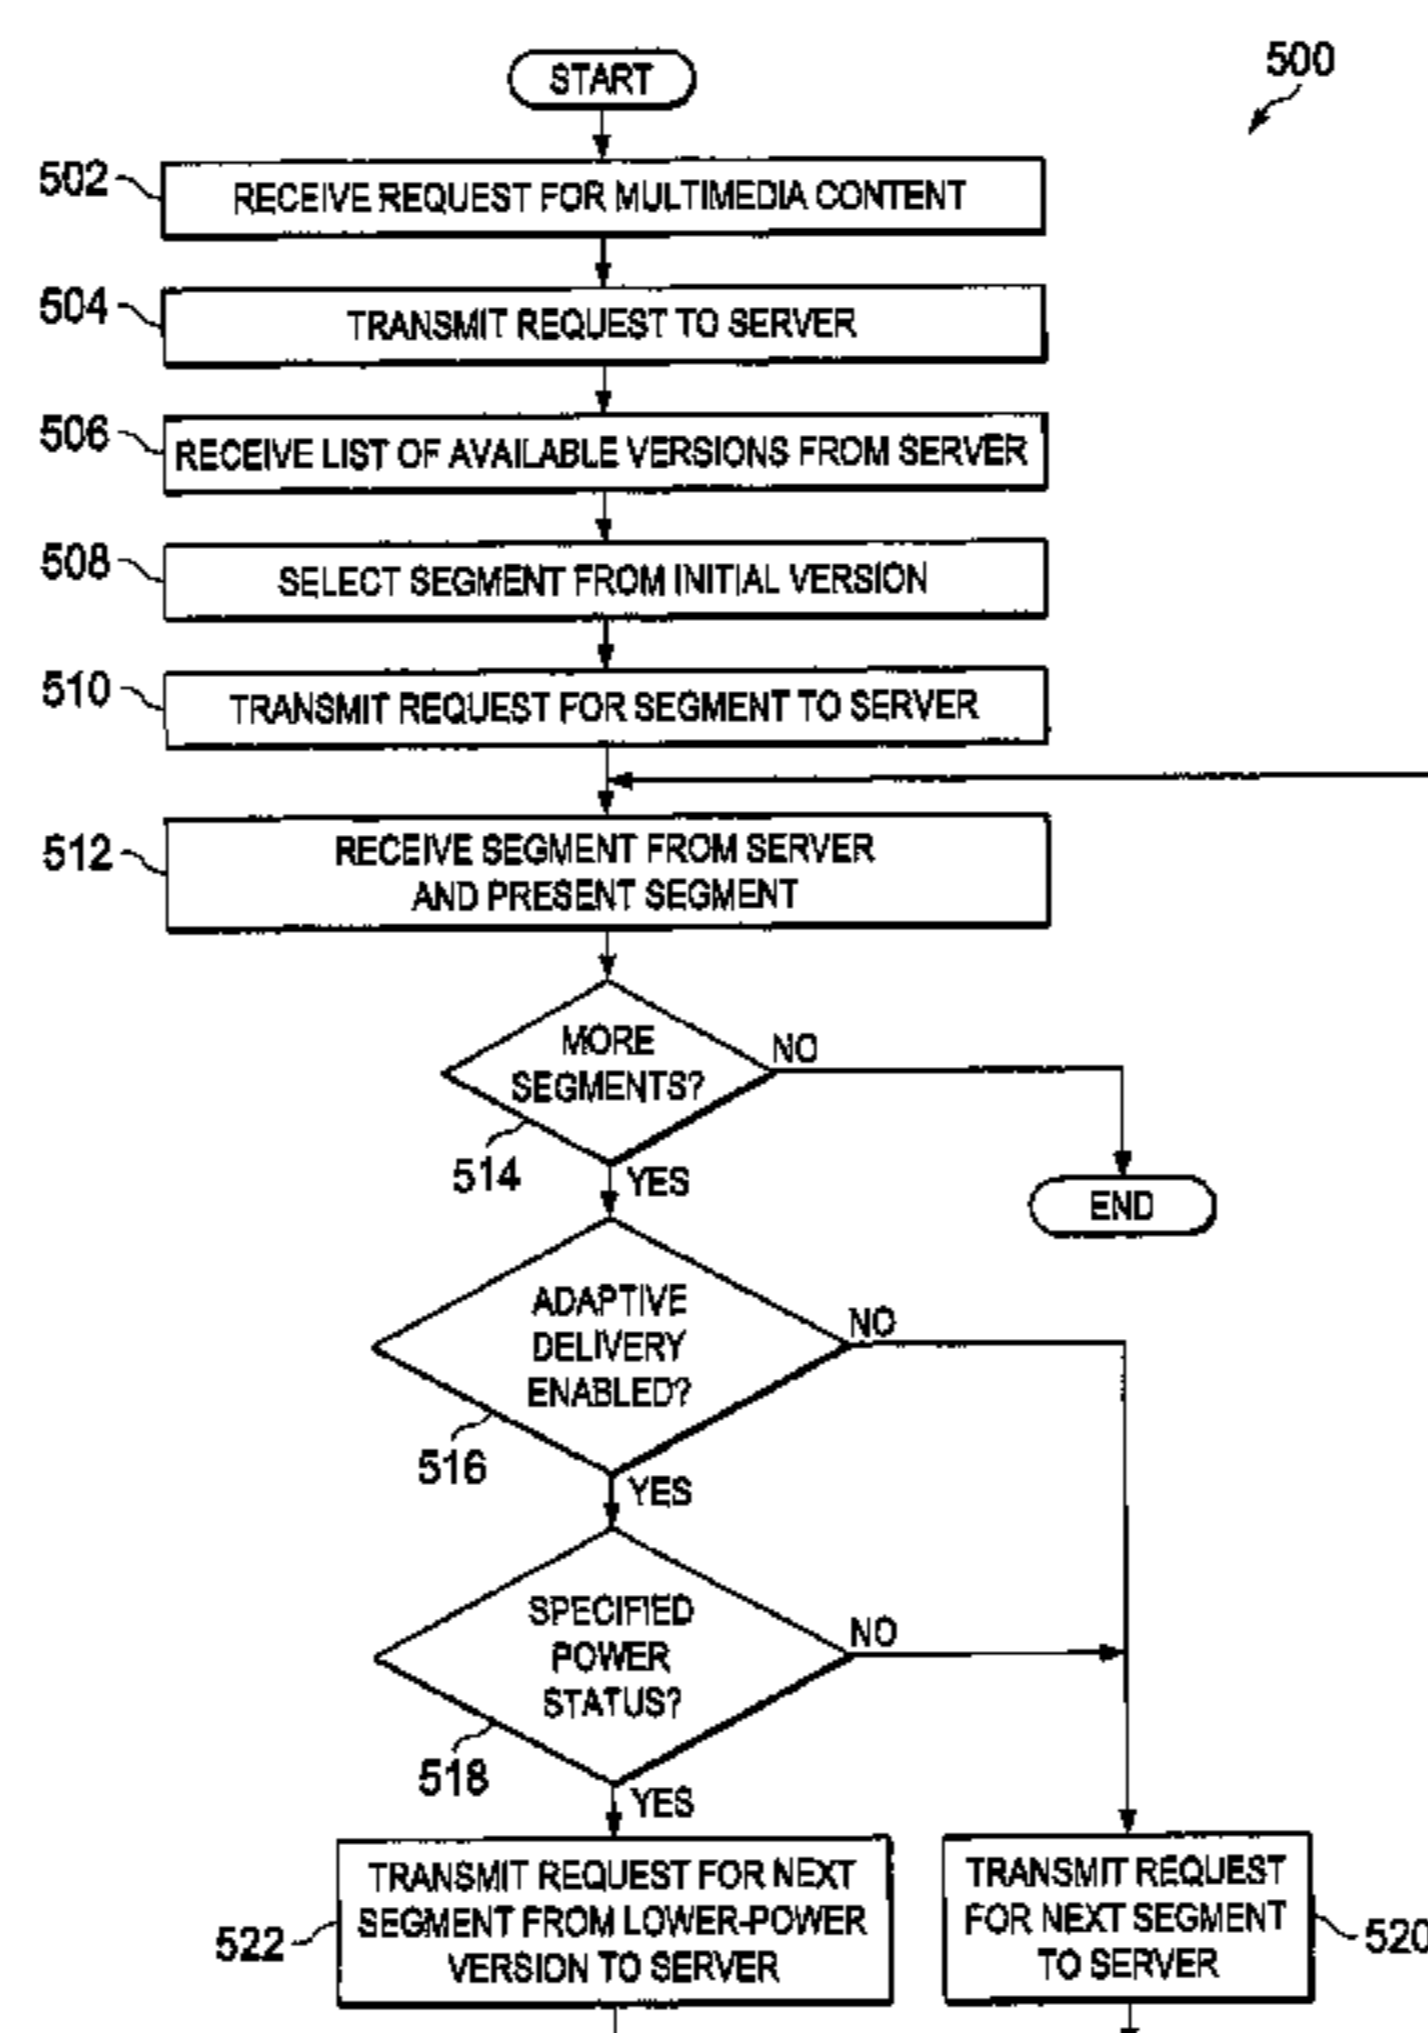 START
500
502
RECEIVE REQUEST FOR MULTIMEDIA CONTENT
504
TRANSMIT REQUEST TO SERVER
506
RECEIVE LIST OF AVAILABLE VERSIONS FROM SERVER
508
SELECT SEGMENT FROM INITIAL VERSION
510
TRANSMIT REQUEST FOR SEGMENT TO SERVER
512
RECEIVE SEGMENT FROM SERVER
AND PRESENT SEGMENT
MORE
SEGMENTS?
NO
514
YES
END
ADAPTIVE
DELIVERY
ENABLED?
NO
516
YES
SPECIFIED
POWER
STATUS?
NO
518
YES
522
TRANSMIT REQUEST FOR NEXT
SEGMENT FROM LOWER-POWER
VERSION TO SERVER
TRANSMIT REQUEST
FOR NEXT SEGMENT
TO SERVER
520